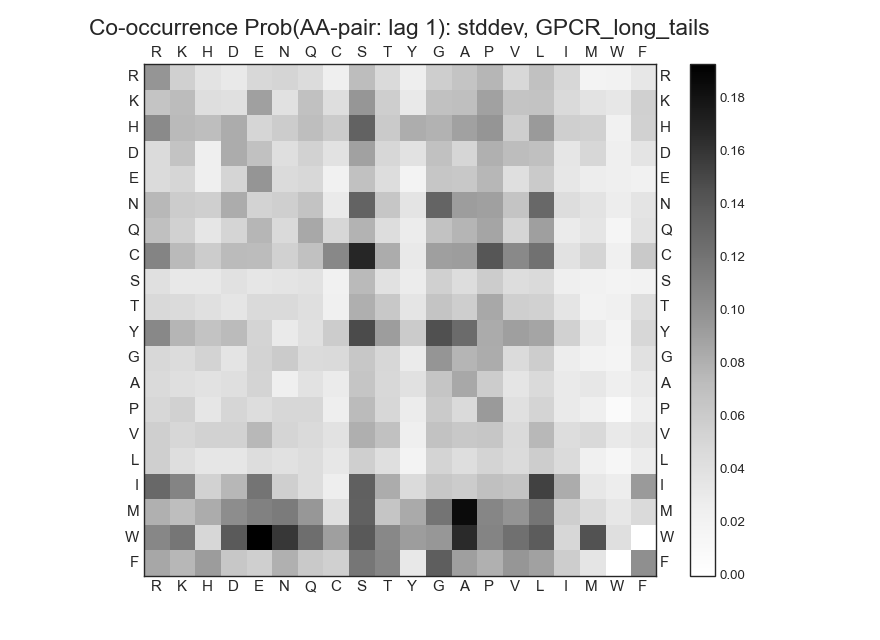 Co-occurrence Prob(AA-pair: lag 1): stddev, GPCR_long_tails
R K H D E N Q C S T Y G A P V L I M W F
R R
K K
H H
D D
E E
N N
Q Q
C C
S S
T T
Y Y
G G
A A
P P
V V
L L
I I
M M
W W
F F
R K H D E N Q C S T Y G A P V L I M W F
0.18
0.16
0.14
0.12
0.10
0.08
0.06
0.04
0.02
0.00